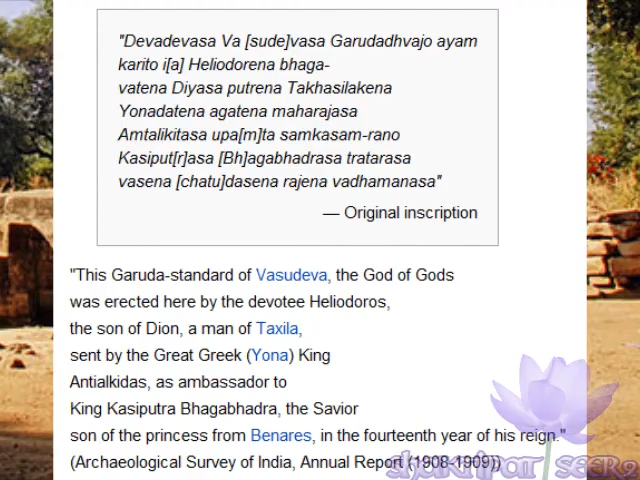 "Devadevasa Va [sude]vasa Garudadhvajo ayam
karito i[a] Heliodorena bhaga-
vatena Diyasa putrena Takhasilakena
Yonadatena agatena maharajasa
Amtalikitasa upa[m]ta samkasam-rano
Kasiput[r]asa [Bh]agabhadrasa tratarasa
vasena [chatu]dasena rajena vadhamanasa"
— Original inscription
"This Garuda-standard of Vasudeva, the God of Gods
was erected here by the devotee Heliodoros,
the son of Dion, a man of Taxila,
sent by the Great Greek (Yona) King
Antialkidas, as ambassador to
King Kasiputra Bhagabhadra, the Savior
son of the princess from Benares, in the fourteenth year of his reign."
(Archaeological Survey of India, Annual Report (1908-1909))